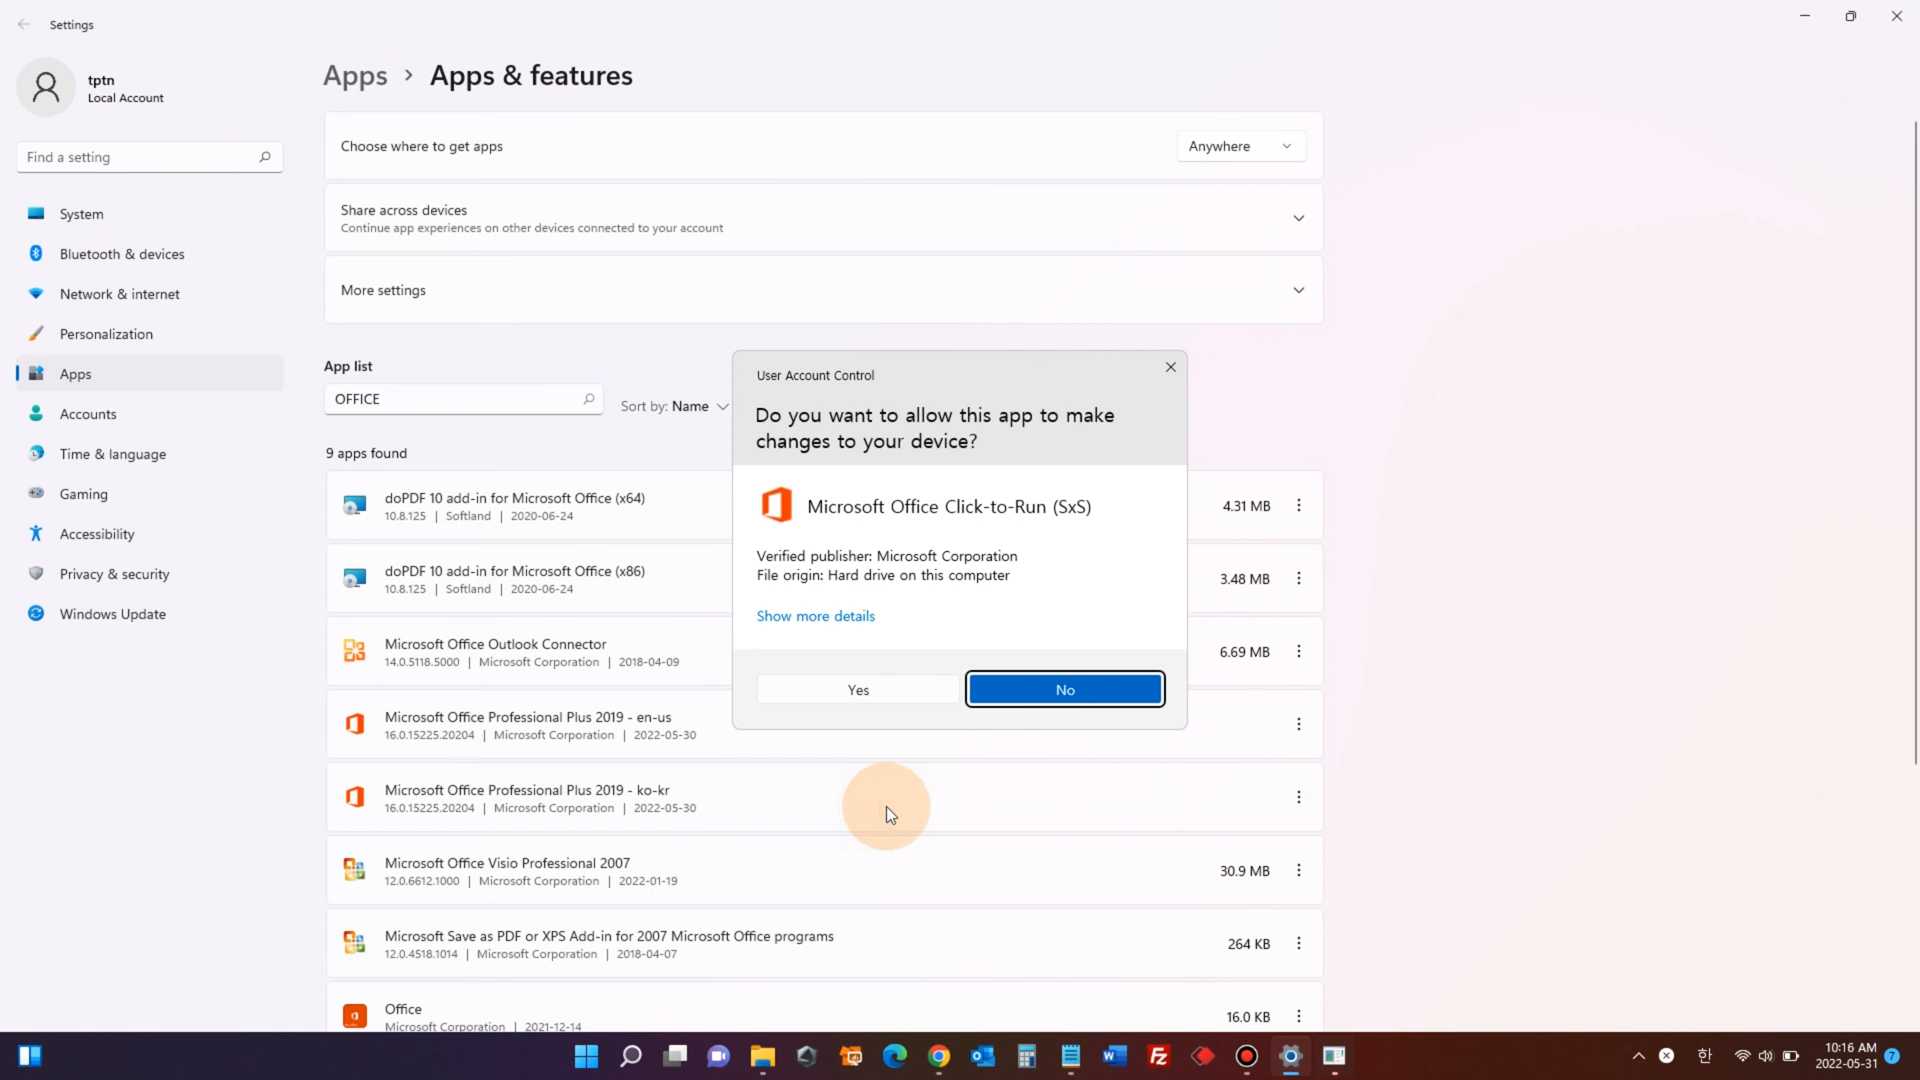 Settings
tptn
Local Account
Find a setting
System
Bluetooth & devices
Network & internet
Personalization
Apps
Accounts
Time & language
Gaming
Accessibility
Privacy & security
Windows Update
Apps > Apps & features
Choose where to get apps
Anywhere
Share across devices
Continue app experiences on other devices connected to your account
More settings
App list
OFFICE
Sort by: Name
9 apps found
doPDF 10 add-in for Microsoft Office (x64)
10.8.125 | Softland | 2020-06-24
4.31 MB
doPDF 10 add-in for Microsoft Office (x86)
10.8.125 | Softland | 2020-06-24
3.48 MB
Microsoft Office Outlook Connector
14.0.5118.5000 | Microsoft Corporation | 2018-04-09
6.69 MB
Microsoft Office Professional Plus 2019 - en-us
16.0.15225.20204 | Microsoft Corporation | 2022-05-30
Microsoft Office Professional Plus 2019 - ko-kr
16.0.15225.20204 | Microsoft Corporation | 2022-05-30
Microsoft Office Visio Professional 2007
12.0.6612.1000 | Microsoft Corporation | 2022-01-19
30.9 MB
Microsoft Save as PDF or XPS Add-in for 2007 Microsoft Office programs
12.0.4518.1014 | Microsoft Corporation | 2018-04-07
264 KB
Office
Microsoft Corporation | 2021-12-14
16.0 KB
User Account Control
Do you want to allow this app to make
changes to your device?
Microsoft Office Click-to-Run (SxS)
Verified publisher: Microsoft Corporation
File origin: Hard drive on this computer
Show more details
Yes
No
한
10:16 AM
2022-05-31
7